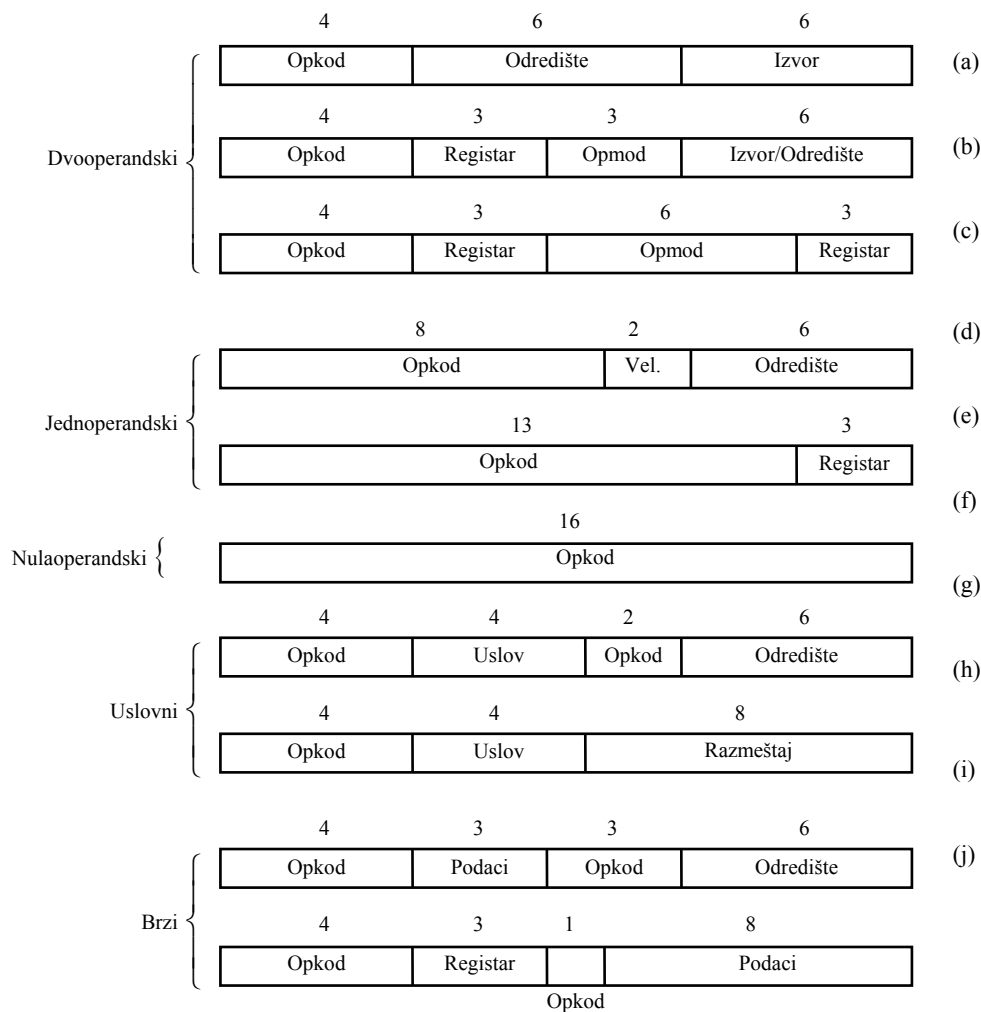 4 6 6
Opkod Odredište Izvor (a)
4 3 3 6
Dvooperandski Opkod Registar Opmod Izvor/Odredište (b)
4 3 6 3
Opkod Registar Opmod Registar (c)
8 2 6 (d)
Opkod Vel. Odredište
Jednoperandski (e)
13 3
Opkod Registar
(f)
16
Nulaoperandski Opkod
(g)
4 4 2 6
Opkod Uslov Opkod Odredište
(h)
Uslovni 4 4 8
Opkod Uslov Razmeštaj
(i)
4 3 3 6
Opkod Podaci Opkod Odredište (j)
Brzi 4 3 1 8
Opkod Registar Podaci
Opkod